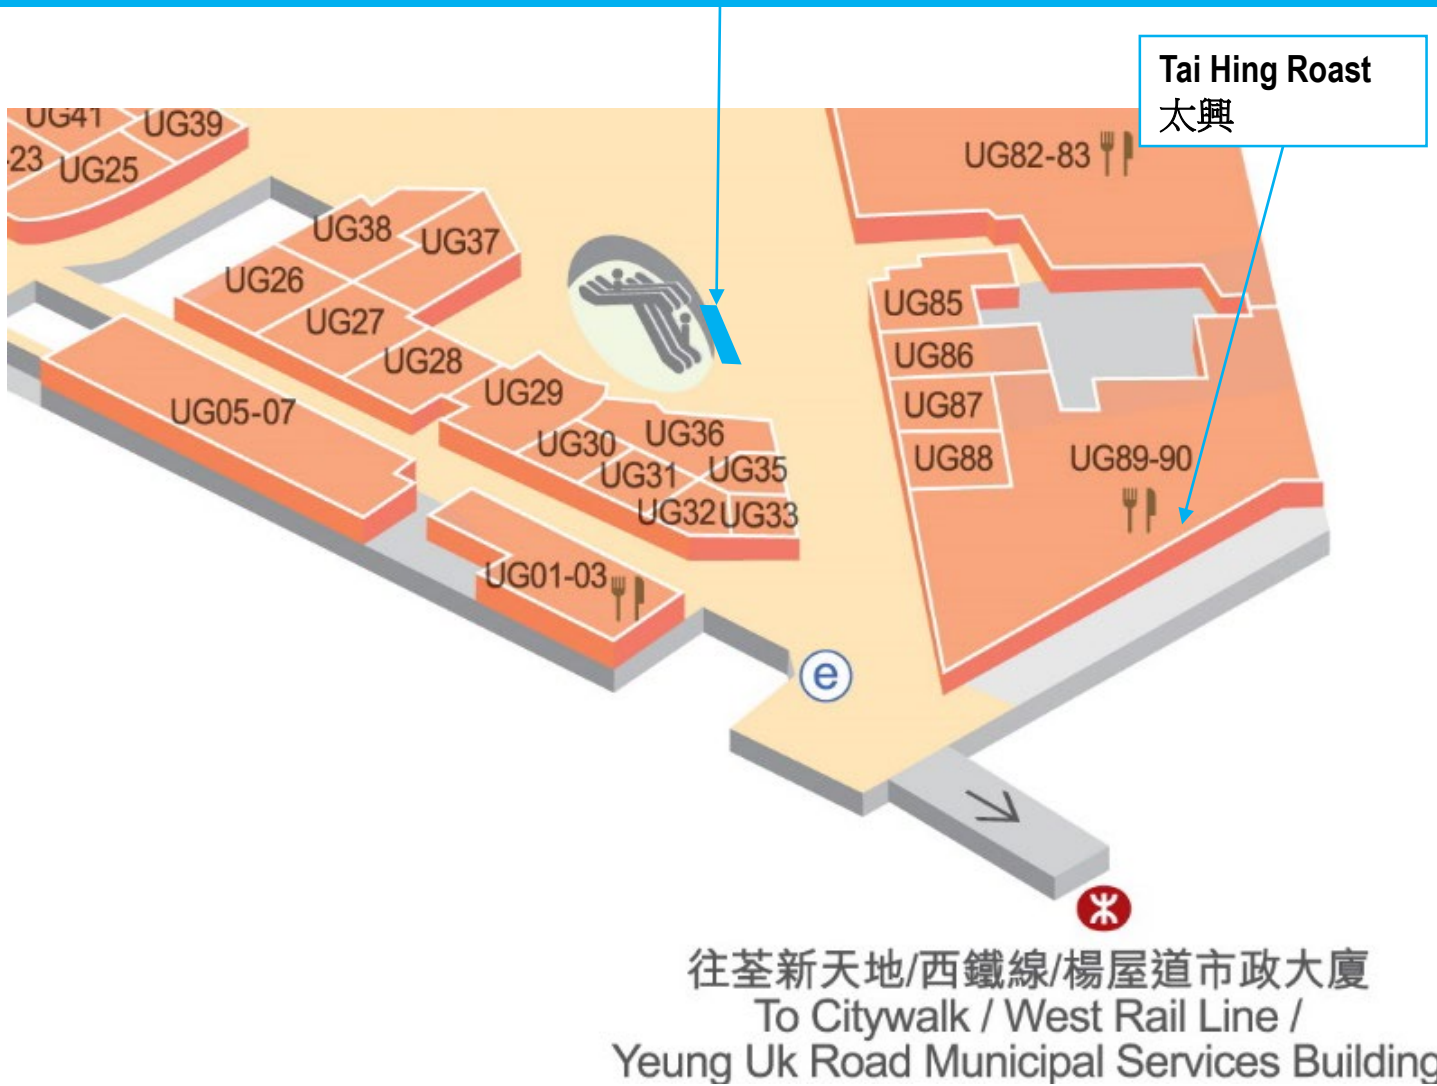 Tai Hing Roast
太興
UG41
UG39
-23
UG25
UG82-83
UG38
UG37
UG26
UG27
UG28
UG85
UG86
UG87
UG88
UG29
UG05-07
UG36
UG30
UG31
UG35
UG32
UG33
UG89-90
UG01-03
e
往荃新天地/西鐵線/楊屋道市政大廈
To Citywalk / West Rail Line /
Yeung Uk Road Municipal Services Building